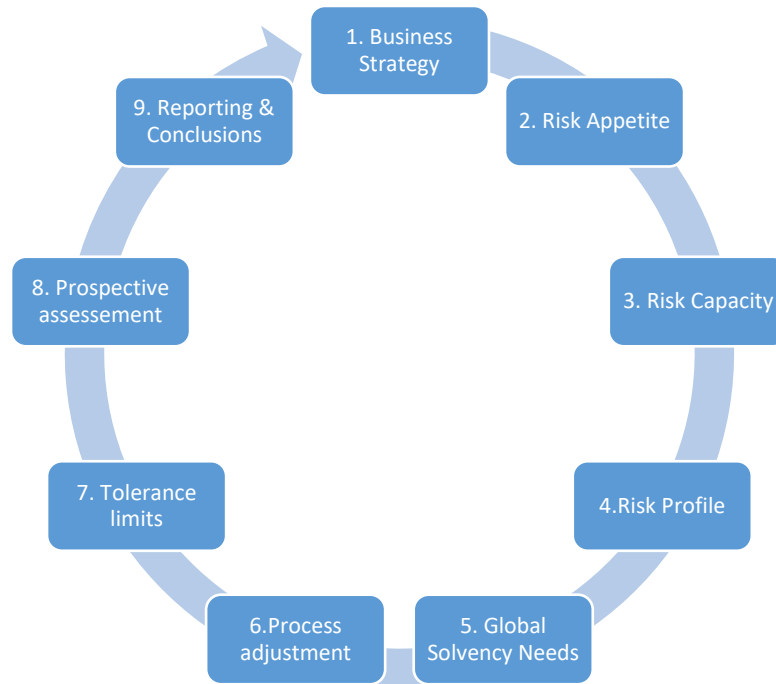 1. Business
Strategy
2. Risk Appetite
3. Risk Capacity
4.Risk Profile
5. Global
Solvency Needs
6.Process
adjustment
7. Tolerance
limits
8. Prospective
assessement
9. Reporting &
Conclusions